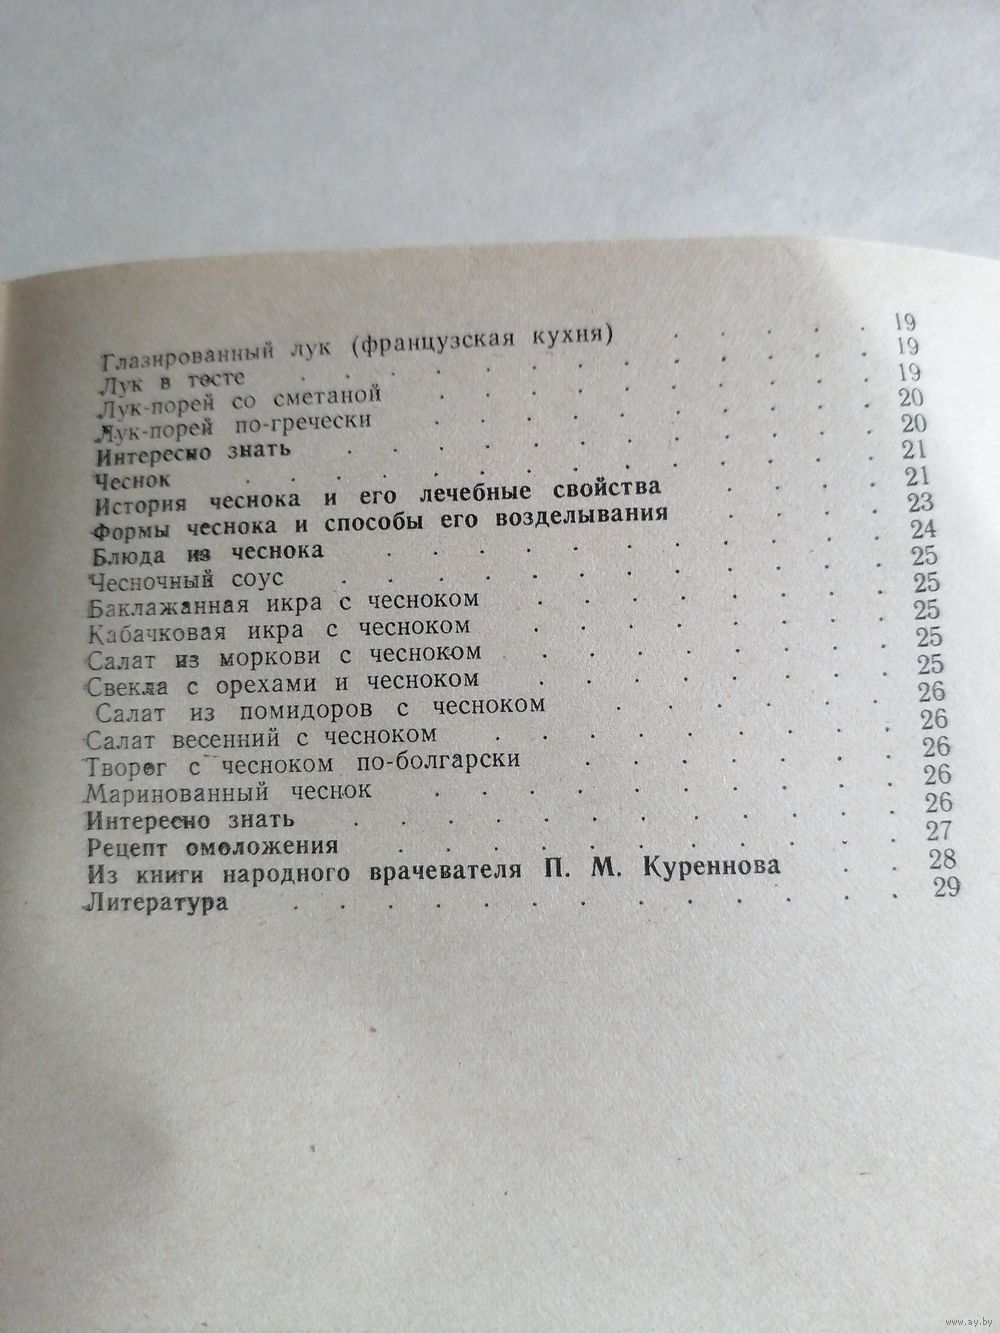 Глазированный лук (французская кухня) . . . . . 19
Лук в тесте . . . . . . . . . . 19
Лук-порей со сметаной . . . . . . . . 19
Лук-порей по-гречески . . . . . . . . 20
Интересно знать . . . . . . . . . . 20
Чеснок . . . . . . . . . . . 21
История чеснока и его лечебные свойства . . . . 21
Формы чеснока и способы его возделывания . . . . 23
Блюда из чеснока . . . . . . . . . 24
Чесночный соус . . . . . . . . . . 25
Баклажанная икра с чесноком . . . . . . . 25
Кабачковая икра с чесноком . . . . . . . 25
Салат из моркови с чесноком . . . . . . . 25
Свекла с орехами и чесноком . . . . . . . 25
Салат из помидоров с чесноком . . . . . . 26
Салат весенний с чесноком . . . . . . . . 26
Творог с чесноком по-болгарски . . . . . . 26
Маринованный чеснок . . . . . . . . . 26
Интересно знать . . . . . . . . . . . 26
Рецепт омоложения . . . . . . . . . . 27
Из книги народного врачевателя П. М. Куреннова . . 28
Литература . . . . . . . . . . . . 29
www.ay.by